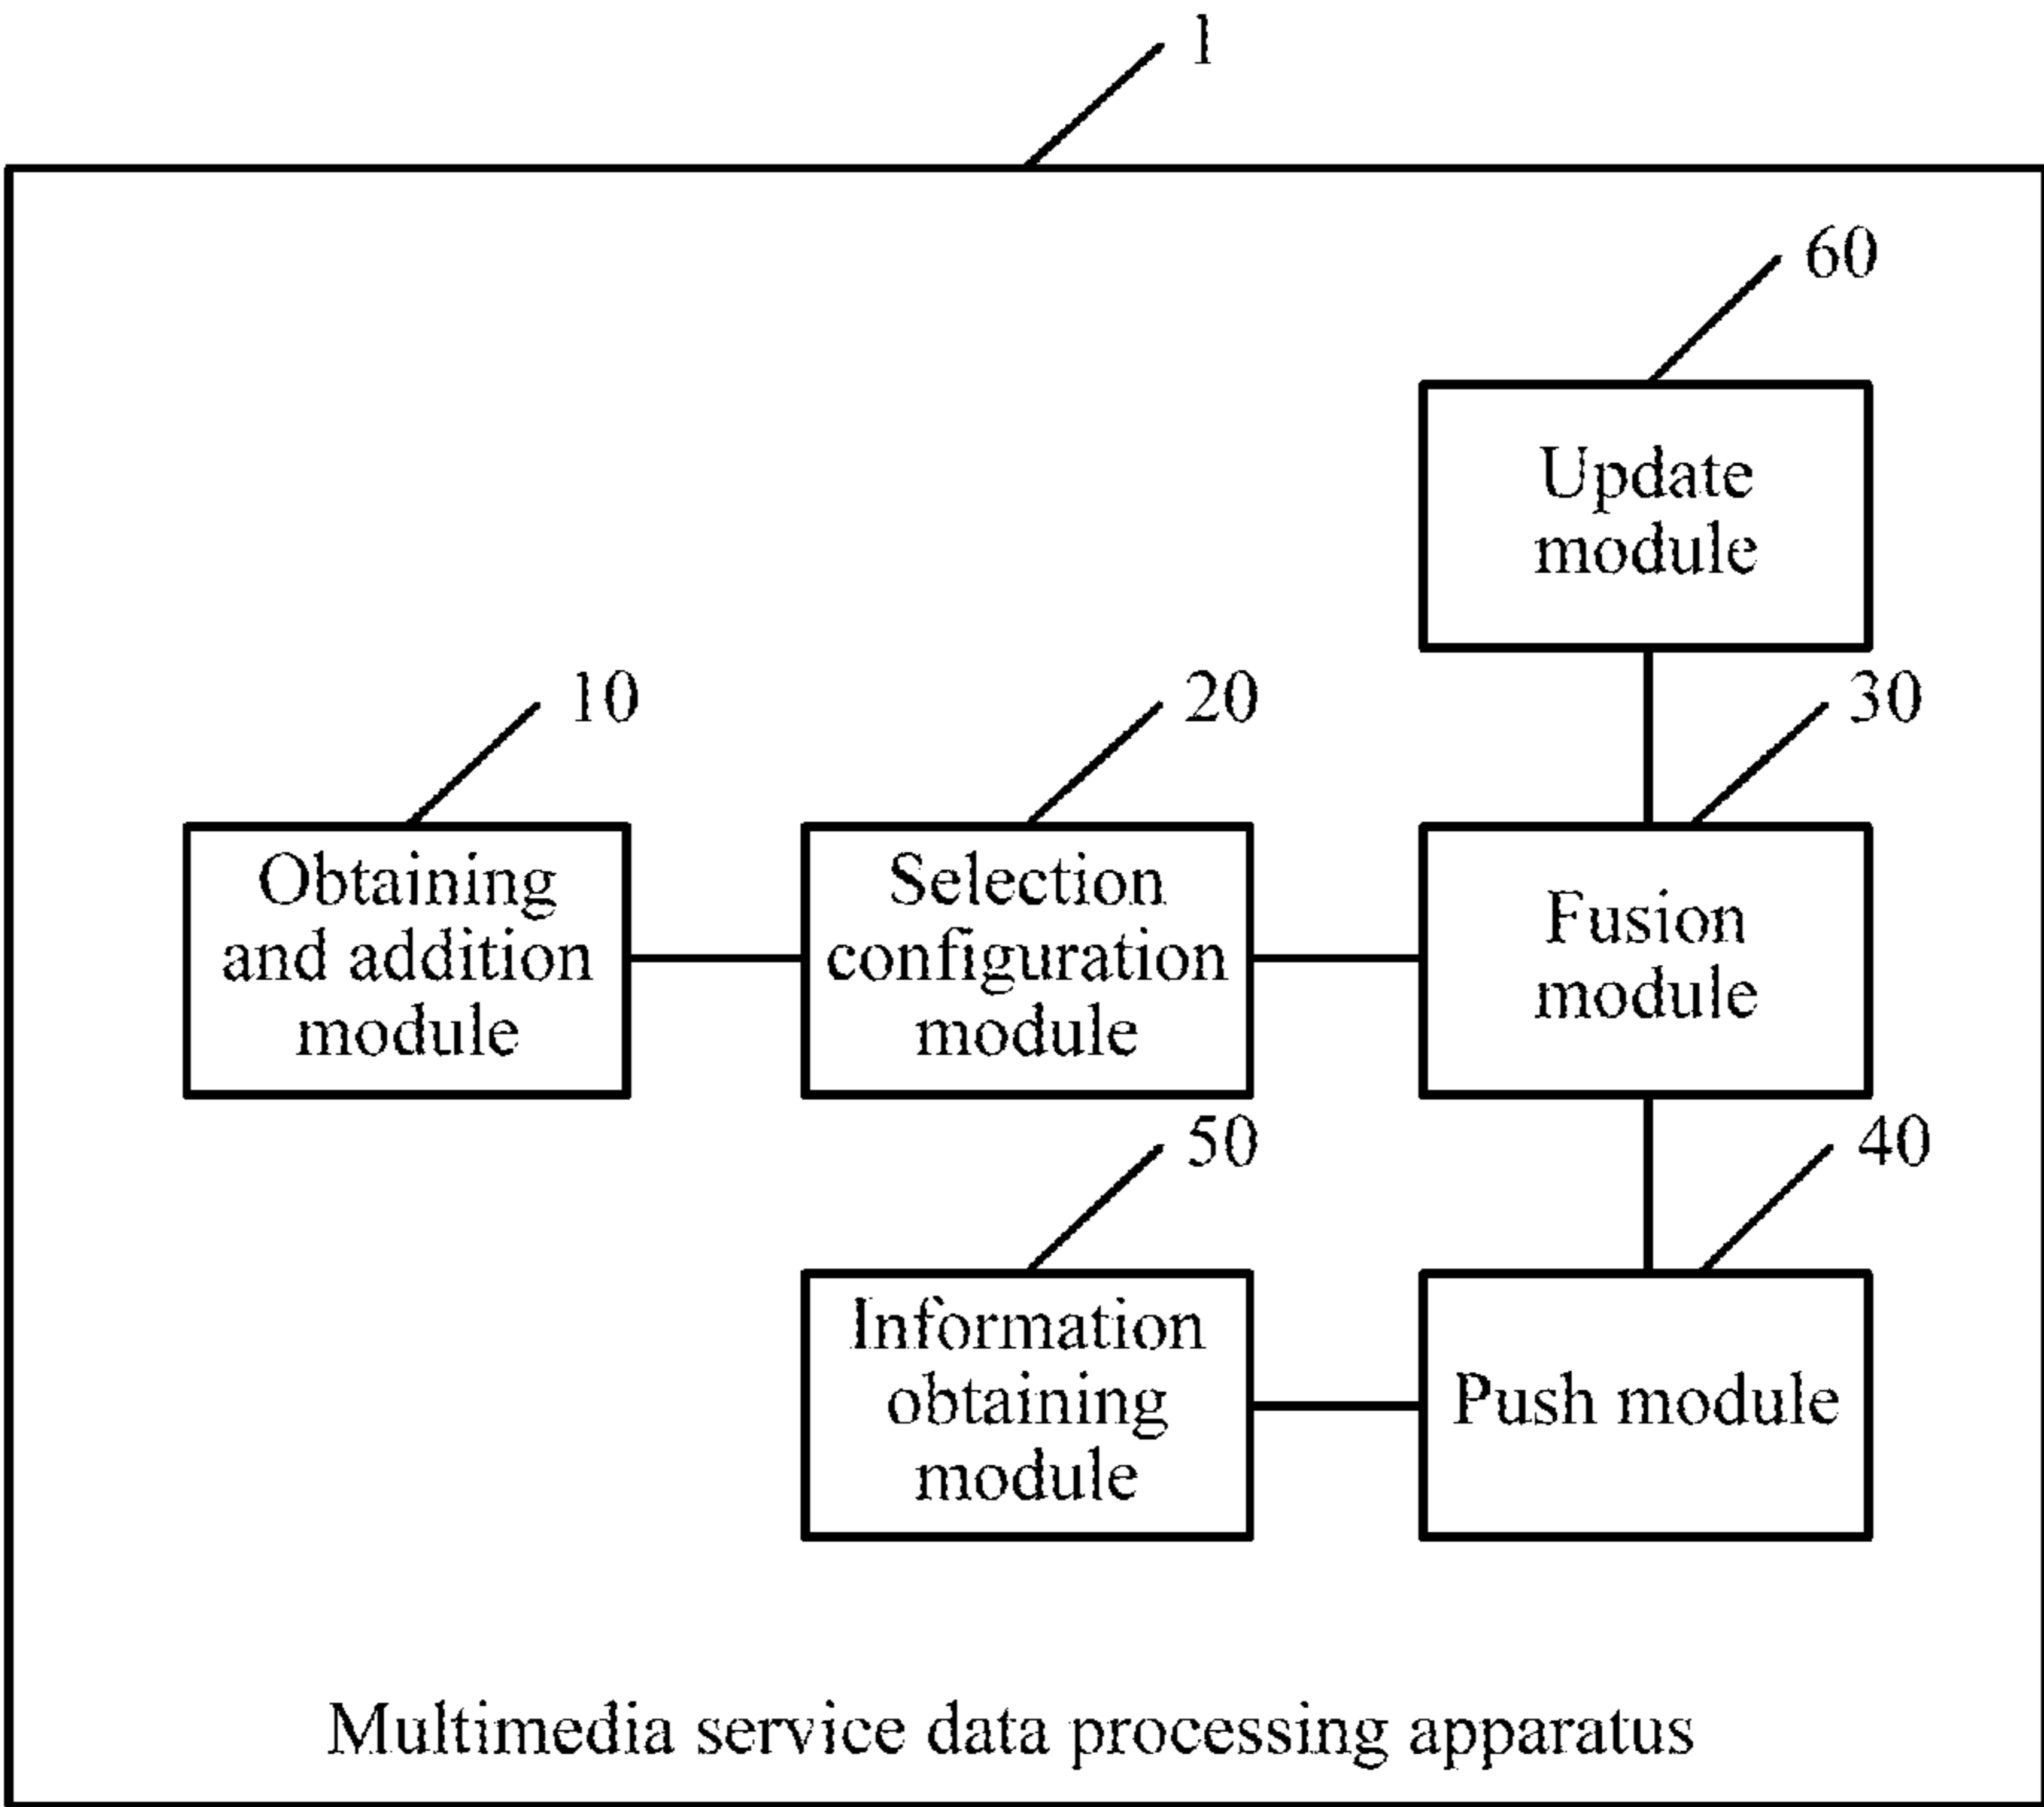 1
60
Update
module
10
20
30
Obtaining
and addition
module
Selection
configuration
module
Fusion
module
50
40
Information
obtaining
module
Push module
Multimedia service data processing apparatus